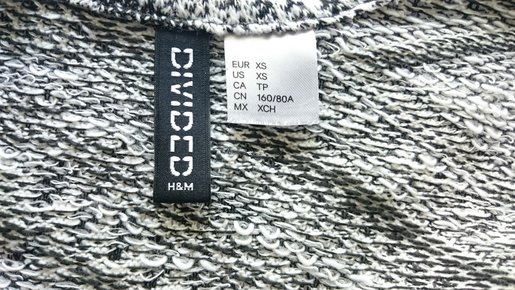 DIVIDED
H&M
EUR XS
US XS
CA TP
CN 160/80A
MX XCH